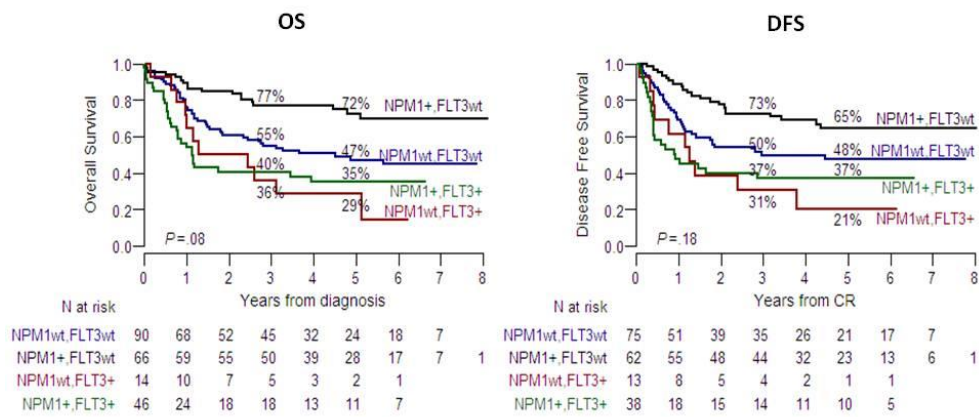 OS
Overall Survival
1.0
0.8
0.6
0.4
0.2
0.0
77%
72%
NPM1+,FLT3wt
55%
47%
NPM1wt,FLT3wt
40%
35%
NPM1+,FLT3+
36%
29%
NPM1wt,FLT3+
P=.08
0 1 2 3 4 5 6 7 8
Years from diagnosis
N at risk
NPM1wt,FLT3wt 90 68 52 45 32 24 18 7
NPM1+,FLT3wt 66 59 55 50 39 28 17 7 1
NPM1wt,FLT3+ 14 10 7 5 3 2 1
NPM1+,FLT3+ 46 24 18 18 13 11 7
DFS
Disease Free Survival
1.0
0.8
0.6
0.4
0.2
0.0
73%
65%
NPM1+,FLT3wt
50%
48%
NPM1wt,FLT3wt
37%
37%
NPM1+,FLT3+
31%
21%
NPM1wt,FLT3+
P=.18
0 1 2 3 4 5 6 7 8
Years from CR
N at risk
NPM1wt,FLT3wt 75 51 39 35 26 21 17 7
NPM1+,FLT3wt 62 55 48 44 32 23 13 6 1
NPM1wt,FLT3+ 13 8 5 4 2 1 1
NPM1+,FLT3+ 38 18 15 14 11 10 5